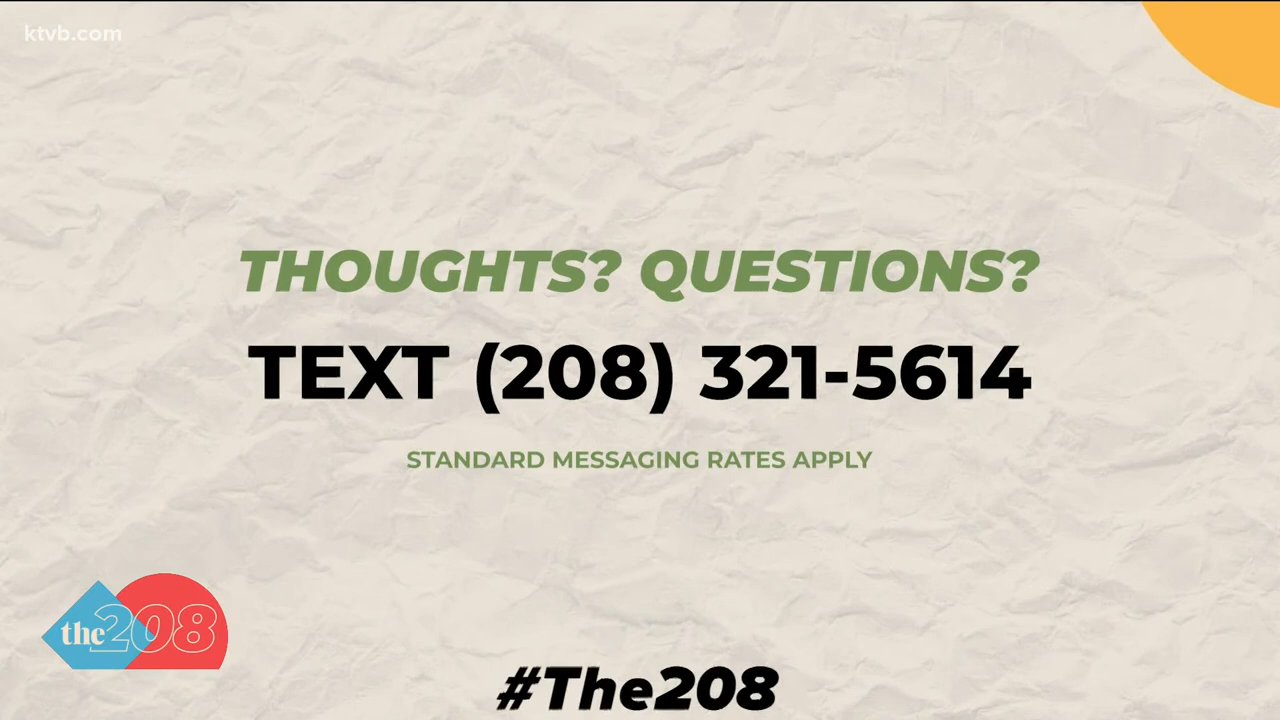 ktvb.com
THOUGHTS? QUESTIONS?
TEXT (208) 321-5614
STANDARD MESSAGING RATES APPLY
the208
#The208